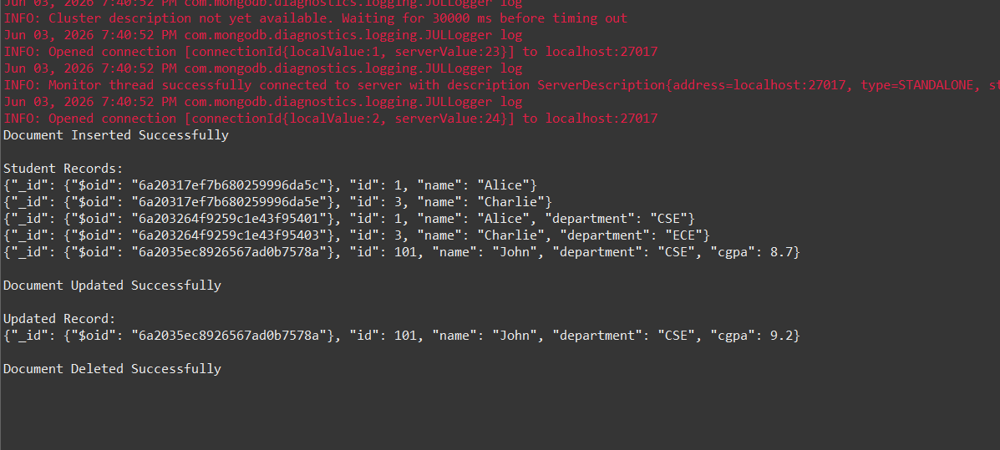 Jun 03, 2026 7:40:52 PM com.mongodb.diagnostics.logging.JULLogger log
INFO: Cluster description not yet available. Waiting for 30000 ms before timing out
Jun 03, 2026 7:40:52 PM com.mongodb.diagnostics.logging.JULLogger log
INFO: Opened connection [connectionId{localValue:1, serverValue:23}] to localhost:27017
Jun 03, 2026 7:40:52 PM com.mongodb.diagnostics.logging.JULLogger log
INFO: Monitor thread successfully connected to server with description ServerDescription{address=localhost:27017, type=STANDALONE,
Jun 03, 2026 7:40:52 PM com.mongodb.diagnostics.logging.JULLogger log
INFO: Opened connection [connectionId{localValue:2, serverValue:24}] to localhost:27017
Document Inserted Successfully
Student Records:
{"_id": {"$oid": "6a20317ef7b680259996da5c"}, "id": 1, "name": "Alice"}
{"_id": {"$oid": "6a20317ef7b680259996da5e"}, "id": 3, "name": "Charlie"}
{"_id": {"$oid": "6a203264f9259c1e43f95401"}, "id": 1, "name": "Alice", "department": "CSE"}
{"_id": {"$oid": "6a203264f9259c1e43f95403"}, "id": 3, "name": "Charlie", "department": "ECE"}
{"_id": {"$oid": "6a2035ec8926567ad0b7578a"}, "id": 101, "name": "John", "department": "CSE", "cgpa": 8.7}
Document Updated Successfully
Updated Record:
{"_id": {"$oid": "6a2035ec8926567ad0b7578a"}, "id": 101, "name": "John", "department": "CSE", "cgpa": 9.2}
Document Deleted Successfully